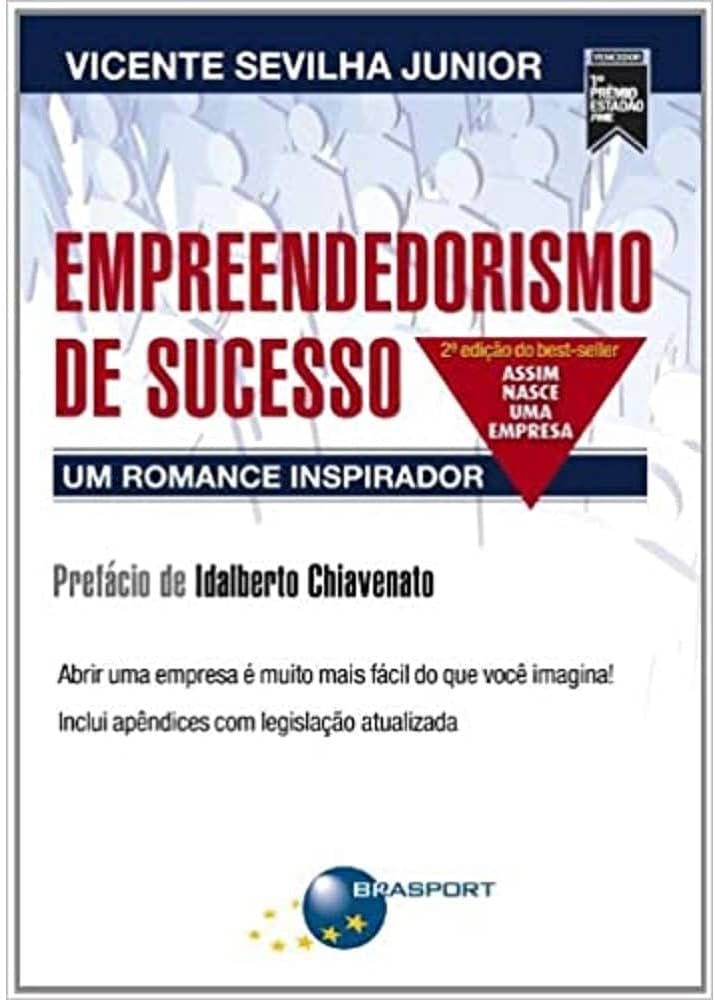 VICENTE SEVILHA JUNIOR
VENCEDOR
1º
PRÊMIO
ESTADÃO
PME
EMPREENDEDORISMO
DE SUCESSO
2ª edição do best-seller
ASSIM
NASCE
UMA
EMPRESA
UM ROMANCE INSPIRADOR
Prefácio de Idalberto Chiavenato
Abrir uma empresa é muito mais fácil do que você imagina!
Inclui apêndices com legislação atualizada
BRASPORT